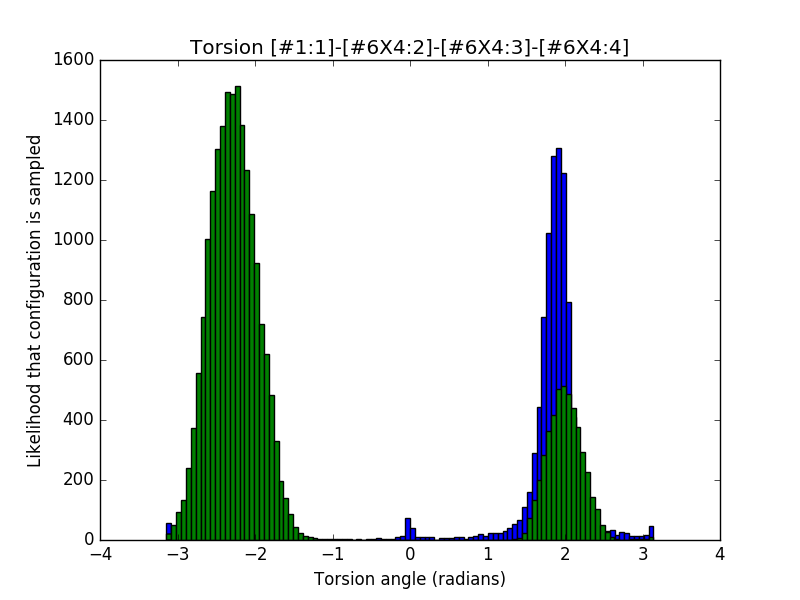 Torsion [#1:1]-[#6X4:2]-[#6X4:3]-[#6X4:4]
1600
1400
1200
1000
800
600
400
200
0
Likelihood that configuration is sampled
−4 −3 −2 −1 0 1 2 3 4
Torsion angle (radians)